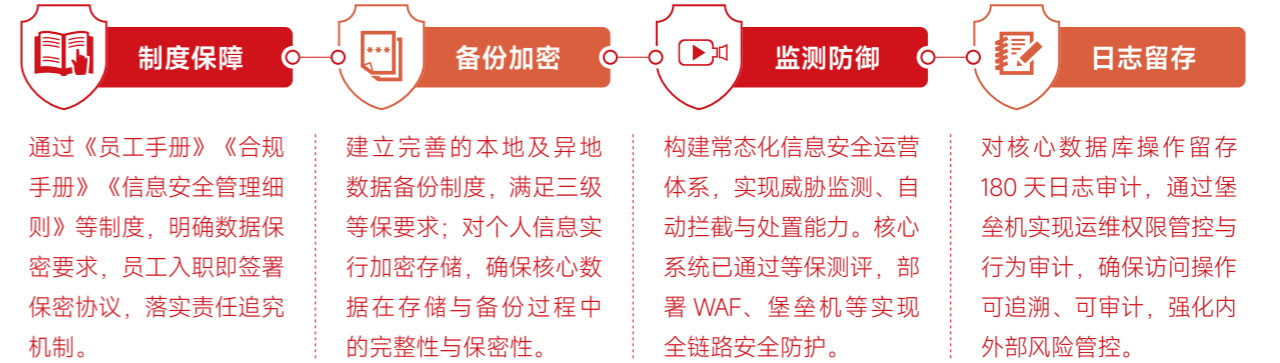 制度保障
通过《员工手册》《合规
手册》《信息安全管理细
则》等制度，明确数据保
密要求，员工入职即签署
保密协议，落实责任追究
机制。
备份加密
建立完善的本地及异地
数据备份制度，满足三级
等保要求；对个人信息实
行加密存储，确保核心数
据在存储与备份过程中
的完整性与保密性。
监测防御
构建常态化信息安全运营
体系，实现威胁监测、自
动拦截与处置能力。核心
系统已通过等保测评，部
署 WAF、堡垒机等实现
全链路安全防护。
日志留存
对核心数据库操作留存
180 天日志审计，通过堡
垒机实现运维权限管控与
行为审计，确保访问操作
可追溯、可审计，强化内
外部风险管控。